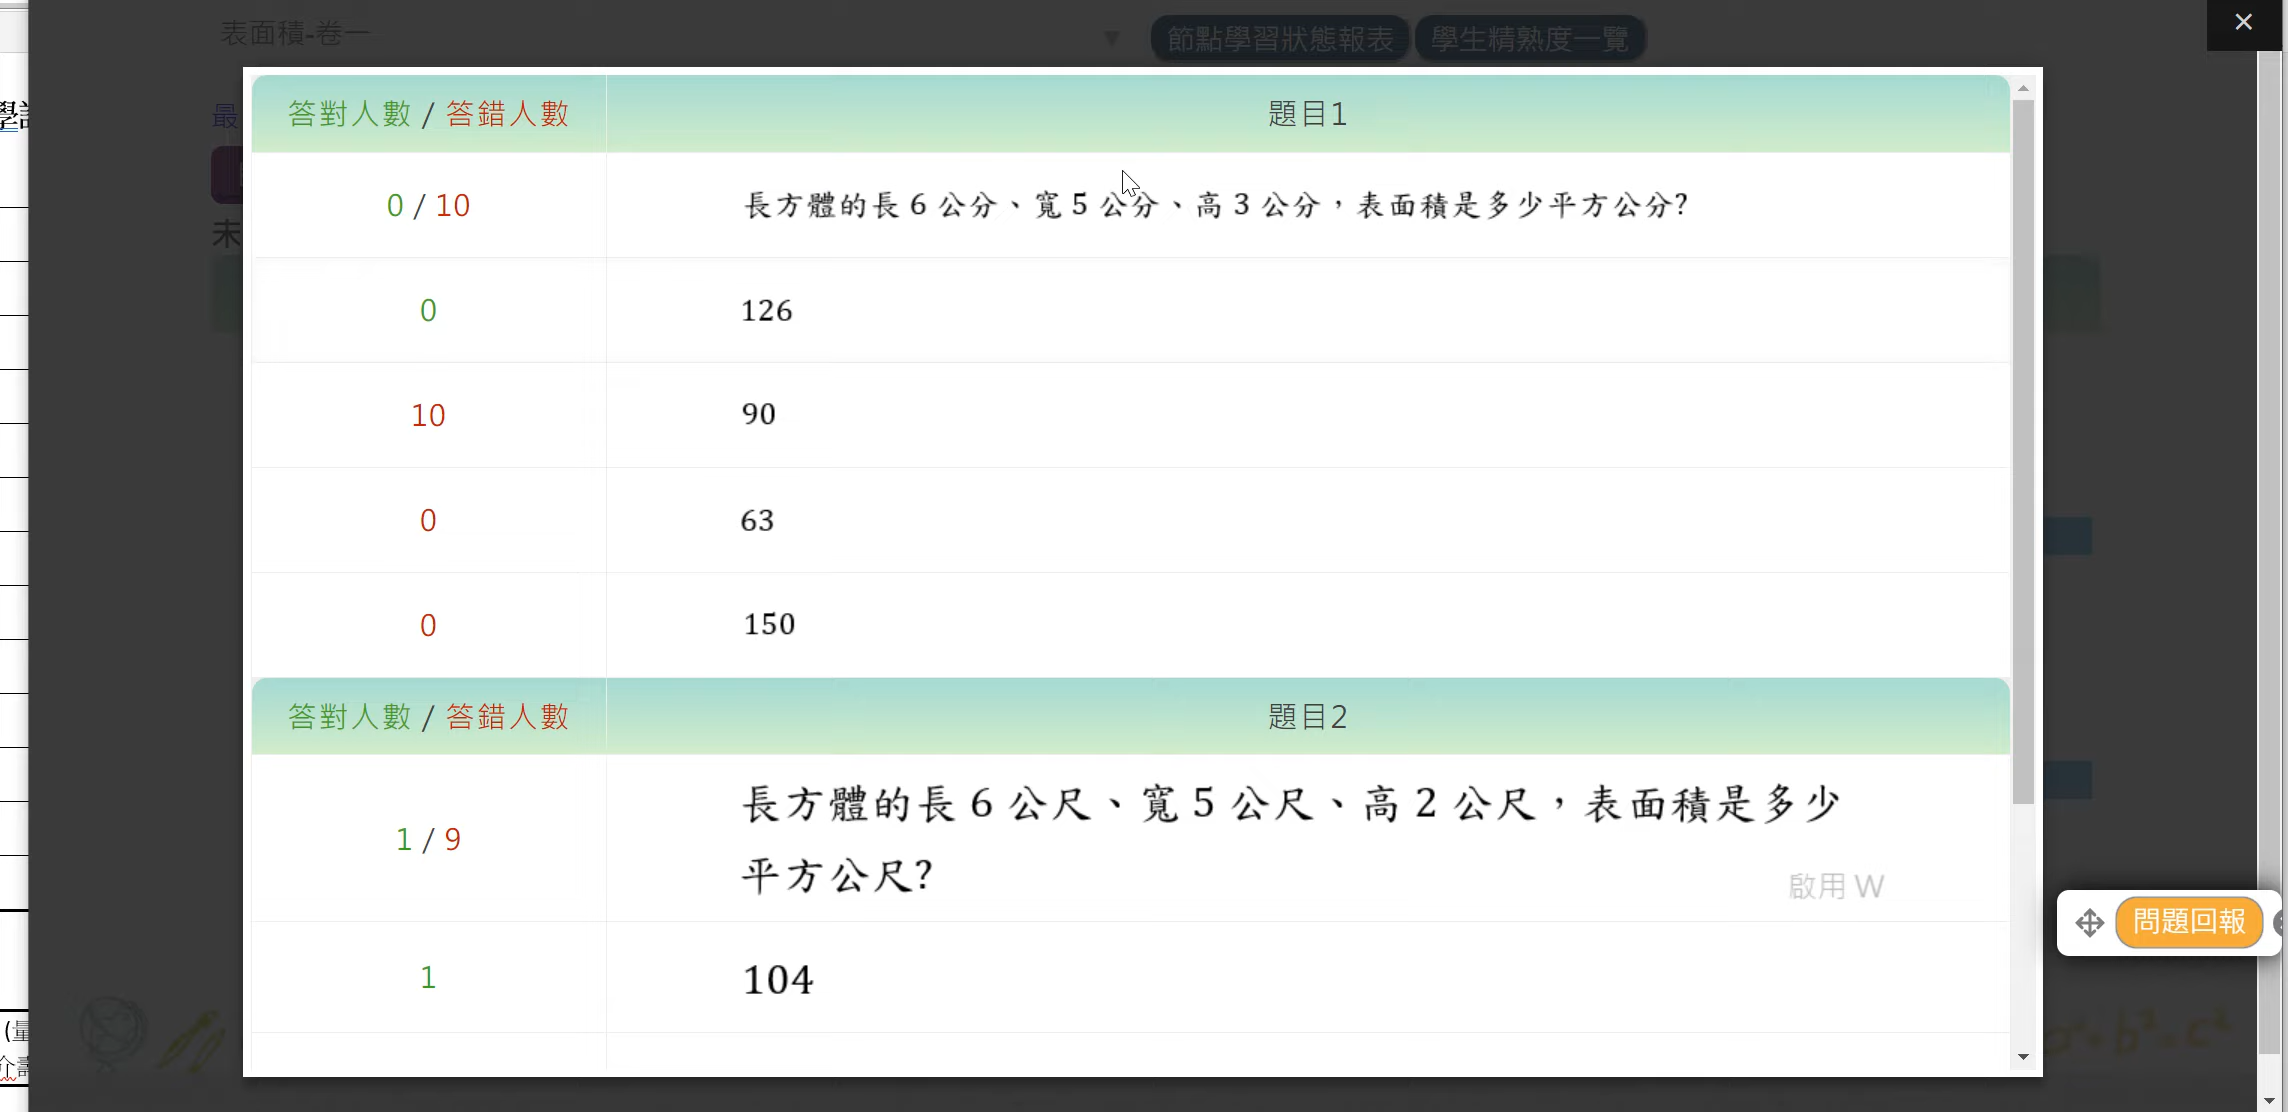 表面積-卷一
▼
節點學習狀態報表
學生精熟度一覽
×
最
未
答對人數 / 答錯人數
題目1
0 / 10
長方體的長 6 公分、寬 5 公分、高 3 公分，表面積是多少平方公分?
0
126
10
90
0
63
0
150
答對人數 / 答錯人數
題目2
1 / 9
長方體的長 6 公尺、寬 5 公尺、高 2 公尺，表面積是多少
平方公尺?
啟用 W
1
104
問題回報
a²+b²=c²